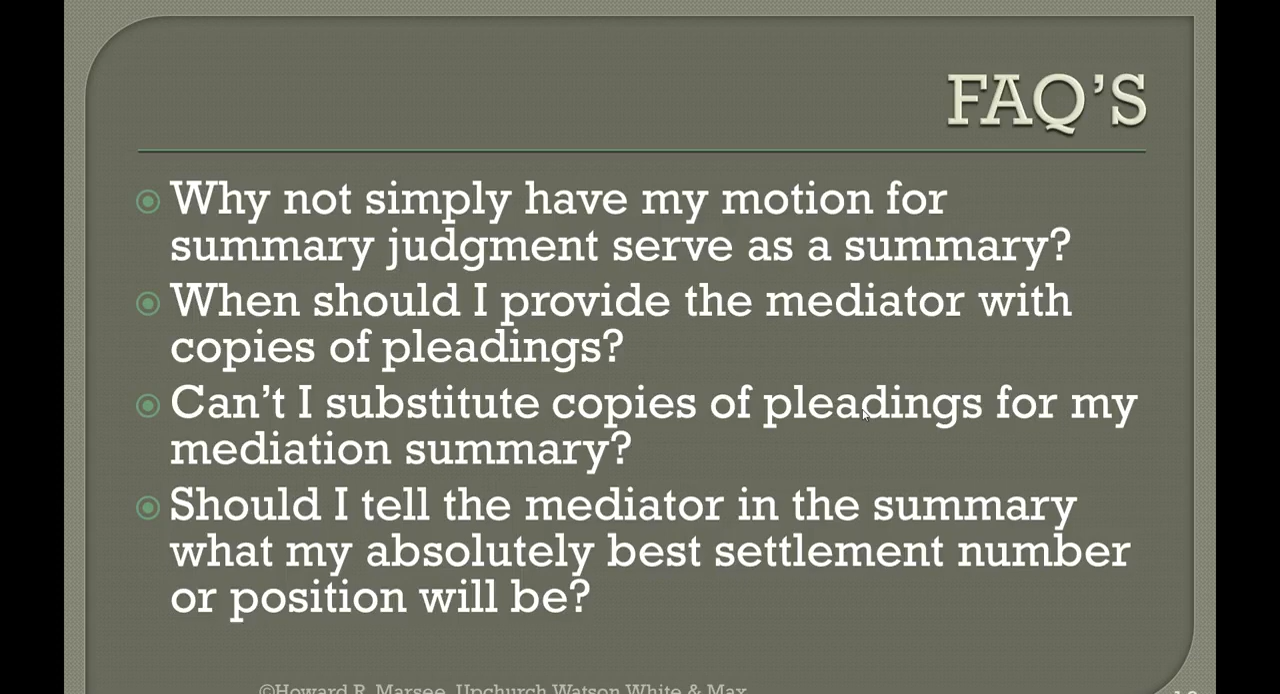 FAQ’S
Why not simply have my motion for
summary judgment serve as a summary?
When should I provide the mediator with
copies of pleadings?
Can’t I substitute copies of pleadings for my
mediation summary?
Should I tell the mediator in the summary
what my absolutely best settlement number
or position will be?
©Howard R. Marsee, Upchurch Watson White & Max